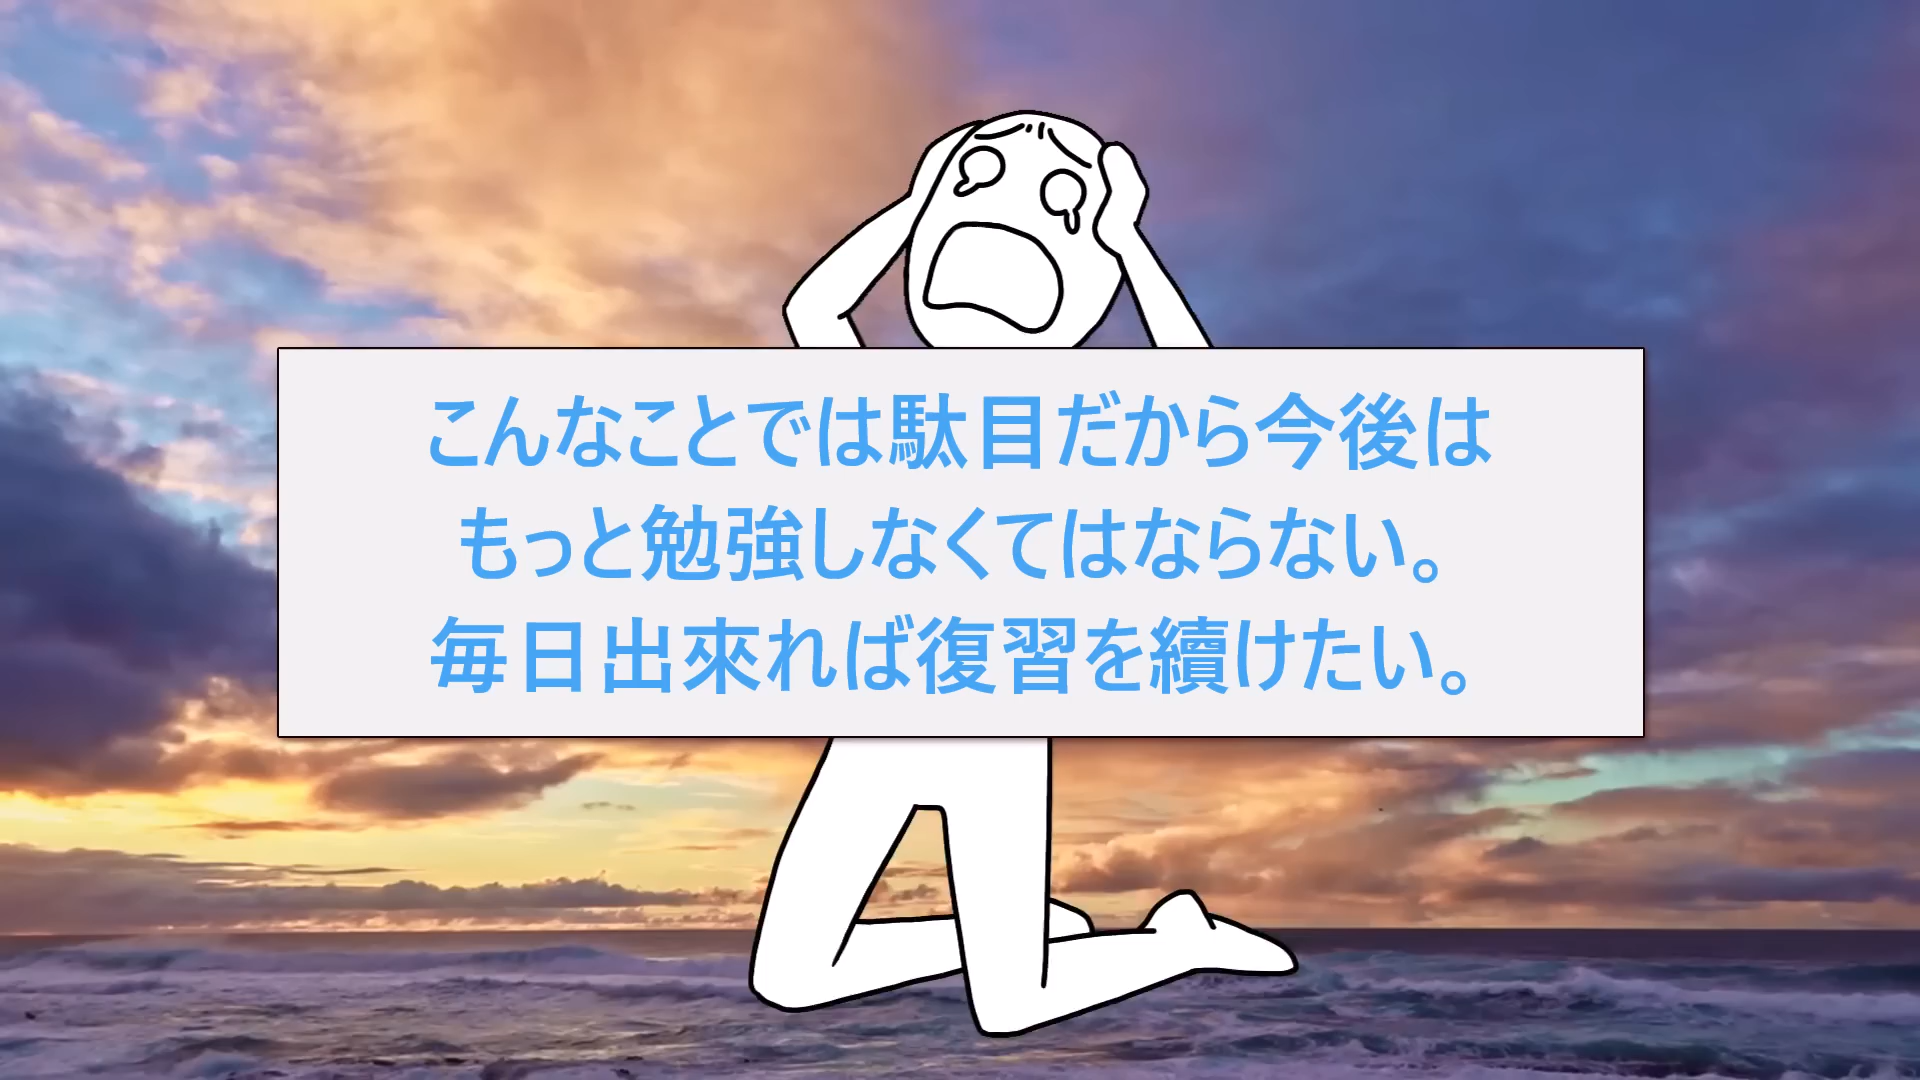 こんなことでは駄目だから今後は
もっと勉強しなくてはならない。
毎日出來れば復習を續けたい。